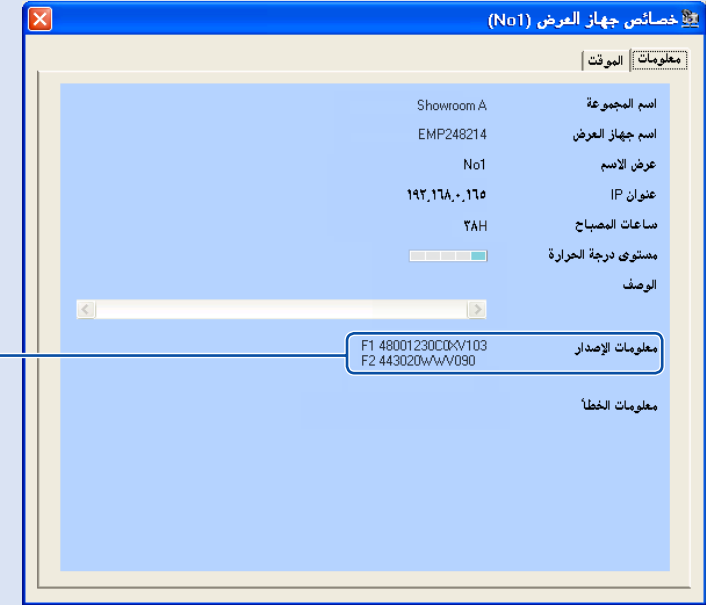 خصائص جهاز العرض (No1)
معلومات الموقت
اسم المجموعة Showroom A
اسم جهاز العرض EMP248214
عرض الاسم No1
عنوان IP ١٩٢,١٦٨,٠,١٦٥
ساعات المصباح ٣٨H
مستوى درجة الحرارة
الوصف
معلومات الإصدار F1 48001230C0XV103
F2 443020WWV090
معلومات الخطأ